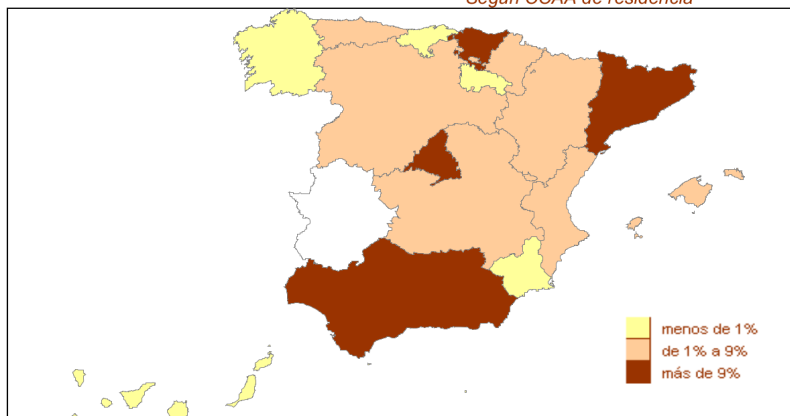 Según CCAA de residencia
menos de 1%
de 1% a 9%
más de 9%